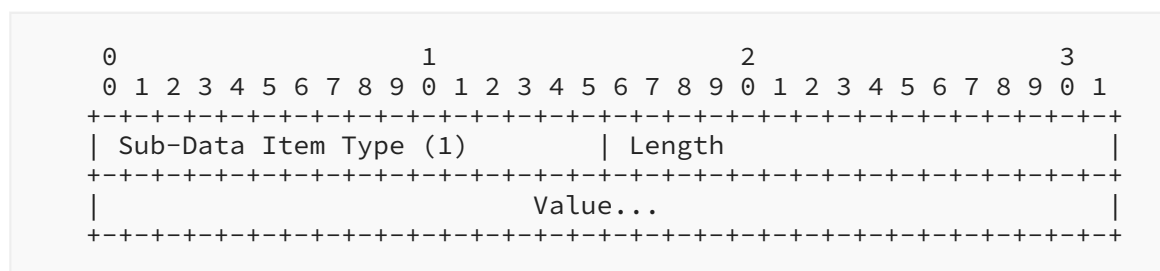 0                   1                   2                   3
 0 1 2 3 4 5 6 7 8 9 0 1 2 3 4 5 6 7 8 9 0 1 2 3 4 5 6 7 8 9 0 1
+-+-+-+-+-+-+-+-+-+-+-+-+-+-+-+-+-+-+-+-+-+-+-+-+-+-+-+-+-+-+-+-+
| Sub-Data Item Type (1)        | Length                        |
+-+-+-+-+-+-+-+-+-+-+-+-+-+-+-+-+-+-+-+-+-+-+-+-+-+-+-+-+-+-+-+-+
|                           Value...                            |
+-+-+-+-+-+-+-+-+-+-+-+-+-+-+-+-+-+-+-+-+-+-+-+-+-+-+-+-+-+-+-+-+